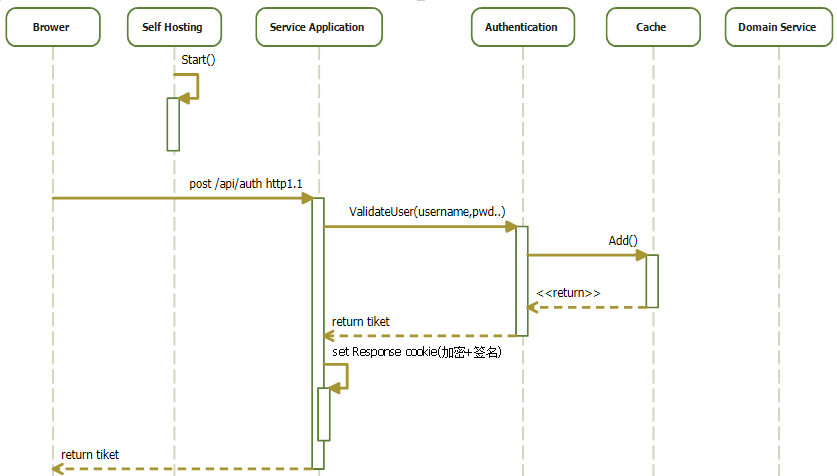 Brower
Self Hosting
Service Application
Authentication
Cache
Domain Service
Start()
post /api/auth http1.1
ValidateUser(username,pwd..)
Add()
<<return>>
return tiket
set Response cookie(加密+签名)
return tiket